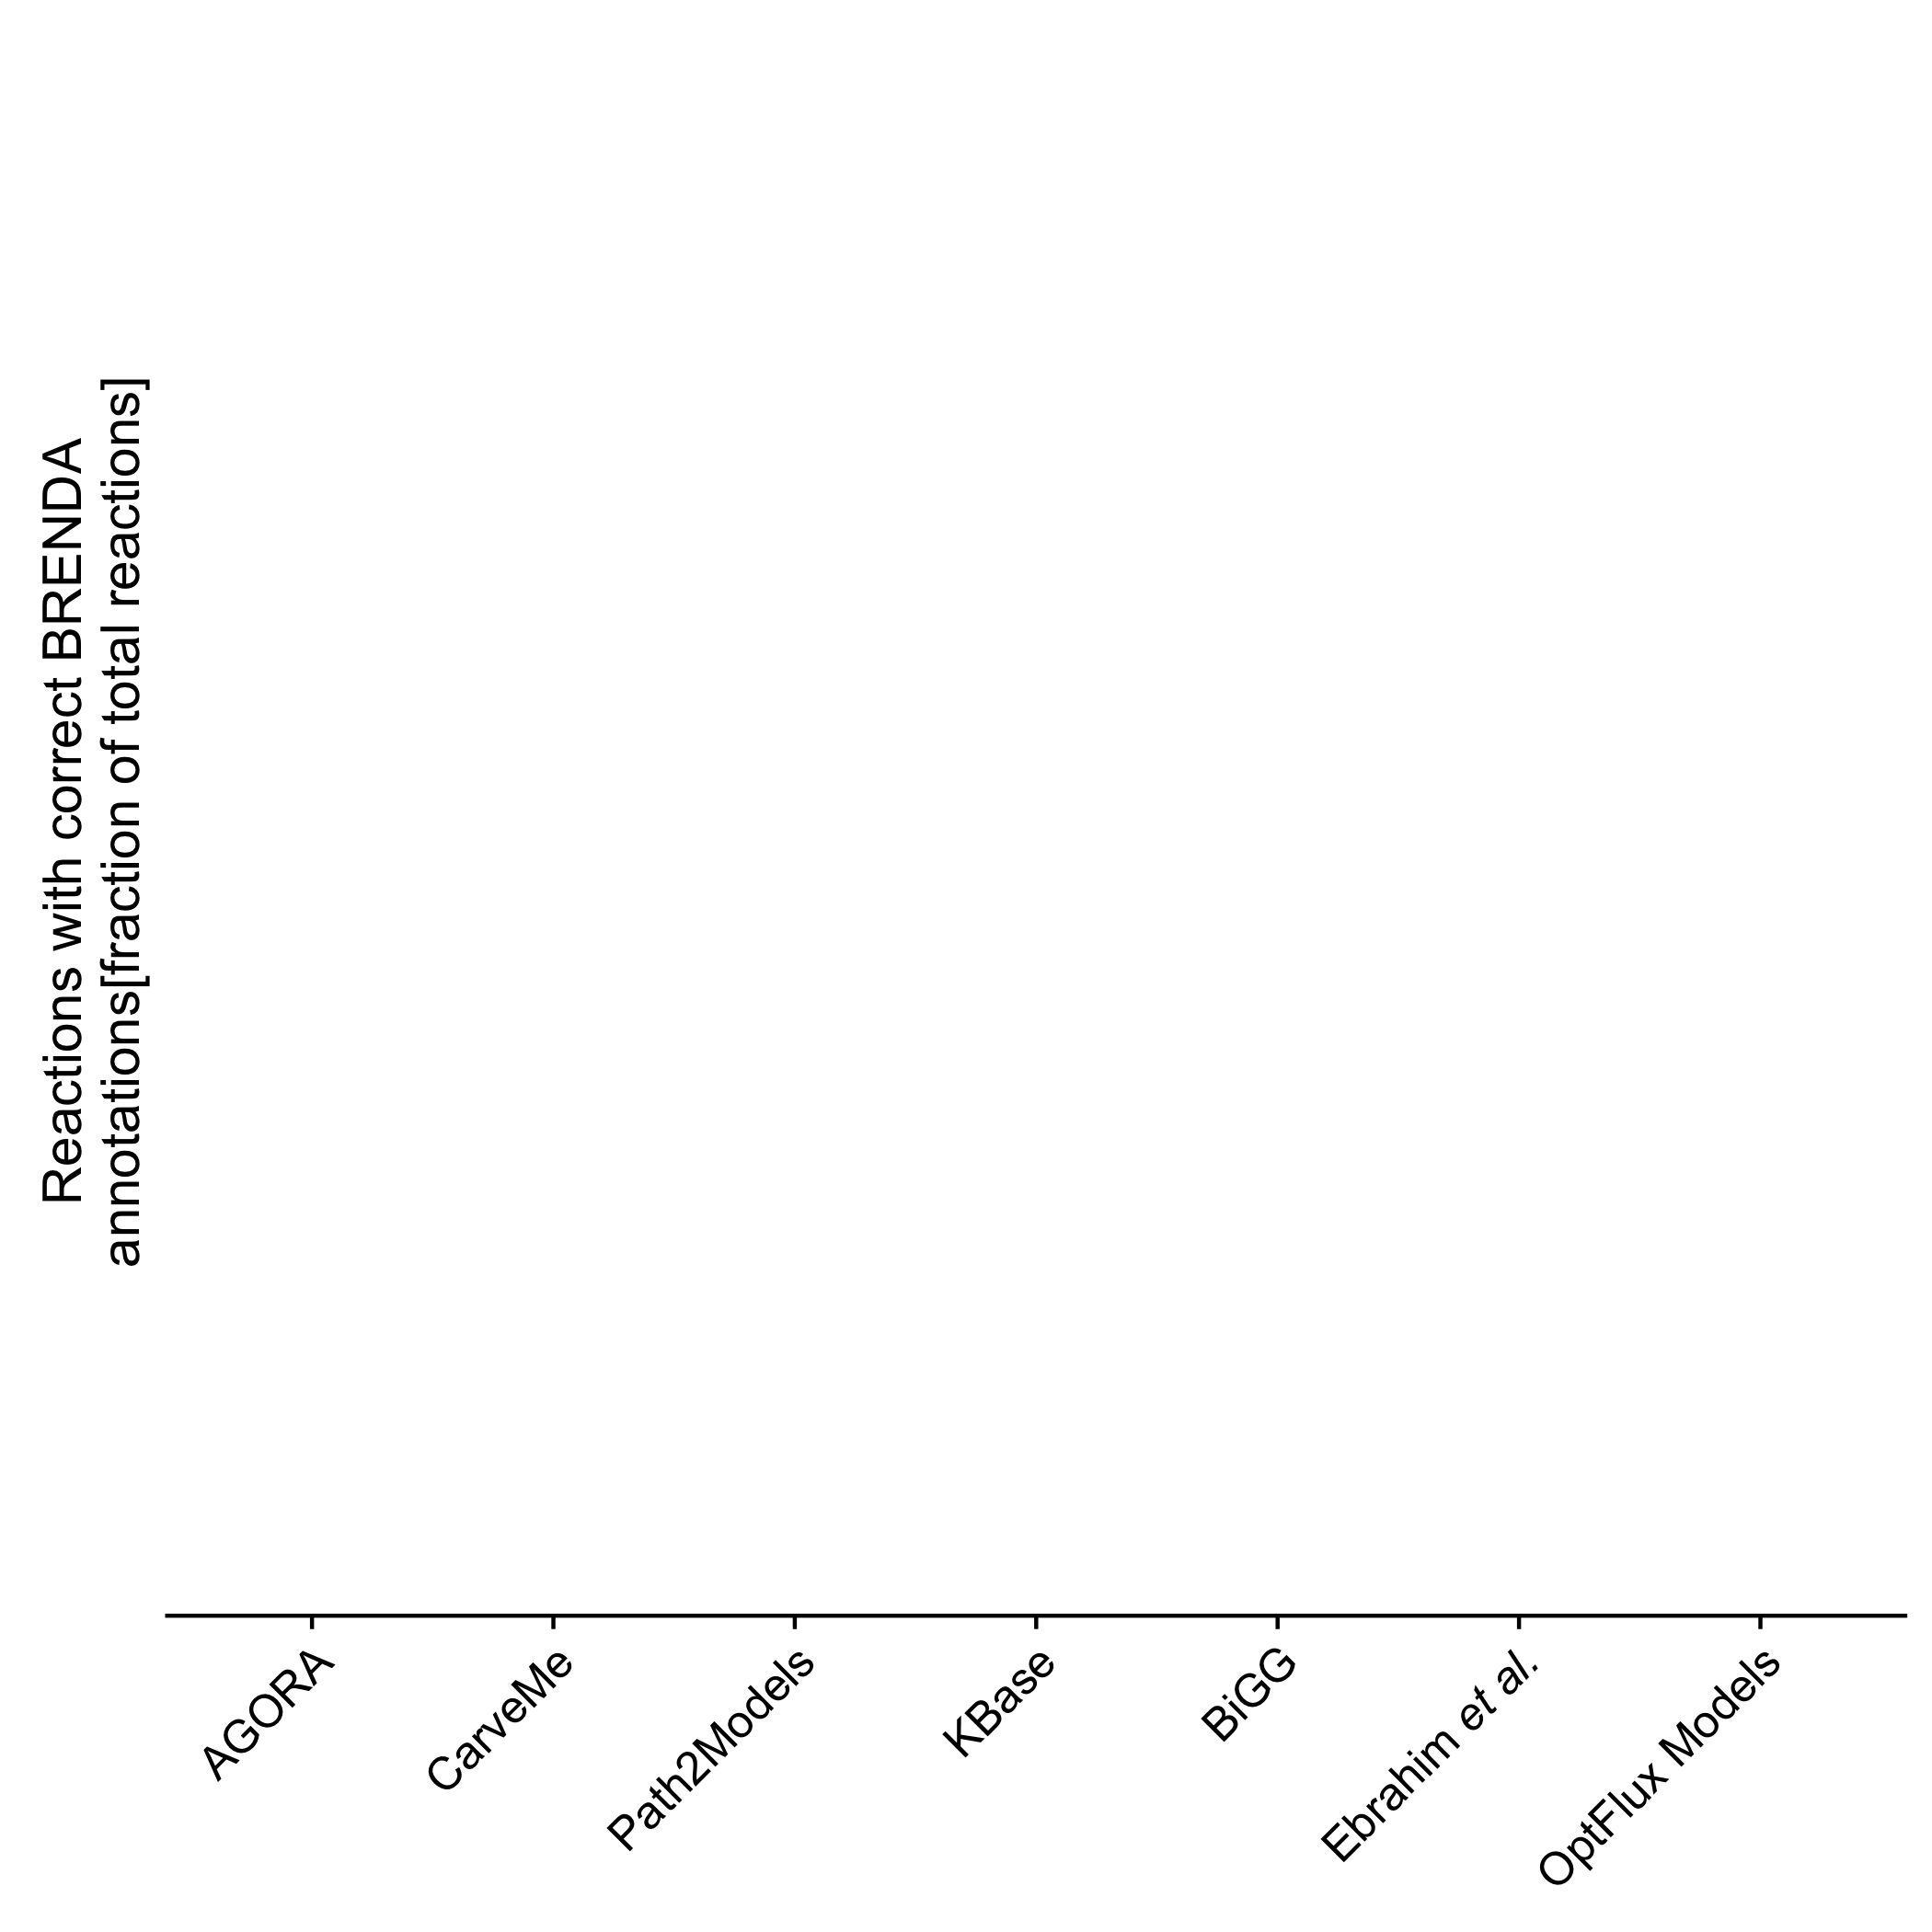 Reactions with correct BRENDA
annotations[fraction of total reactions]
AGORA
CarveMe
Path2Models
KBase
BiGG
Ebrahim et al.
OptFlux Models